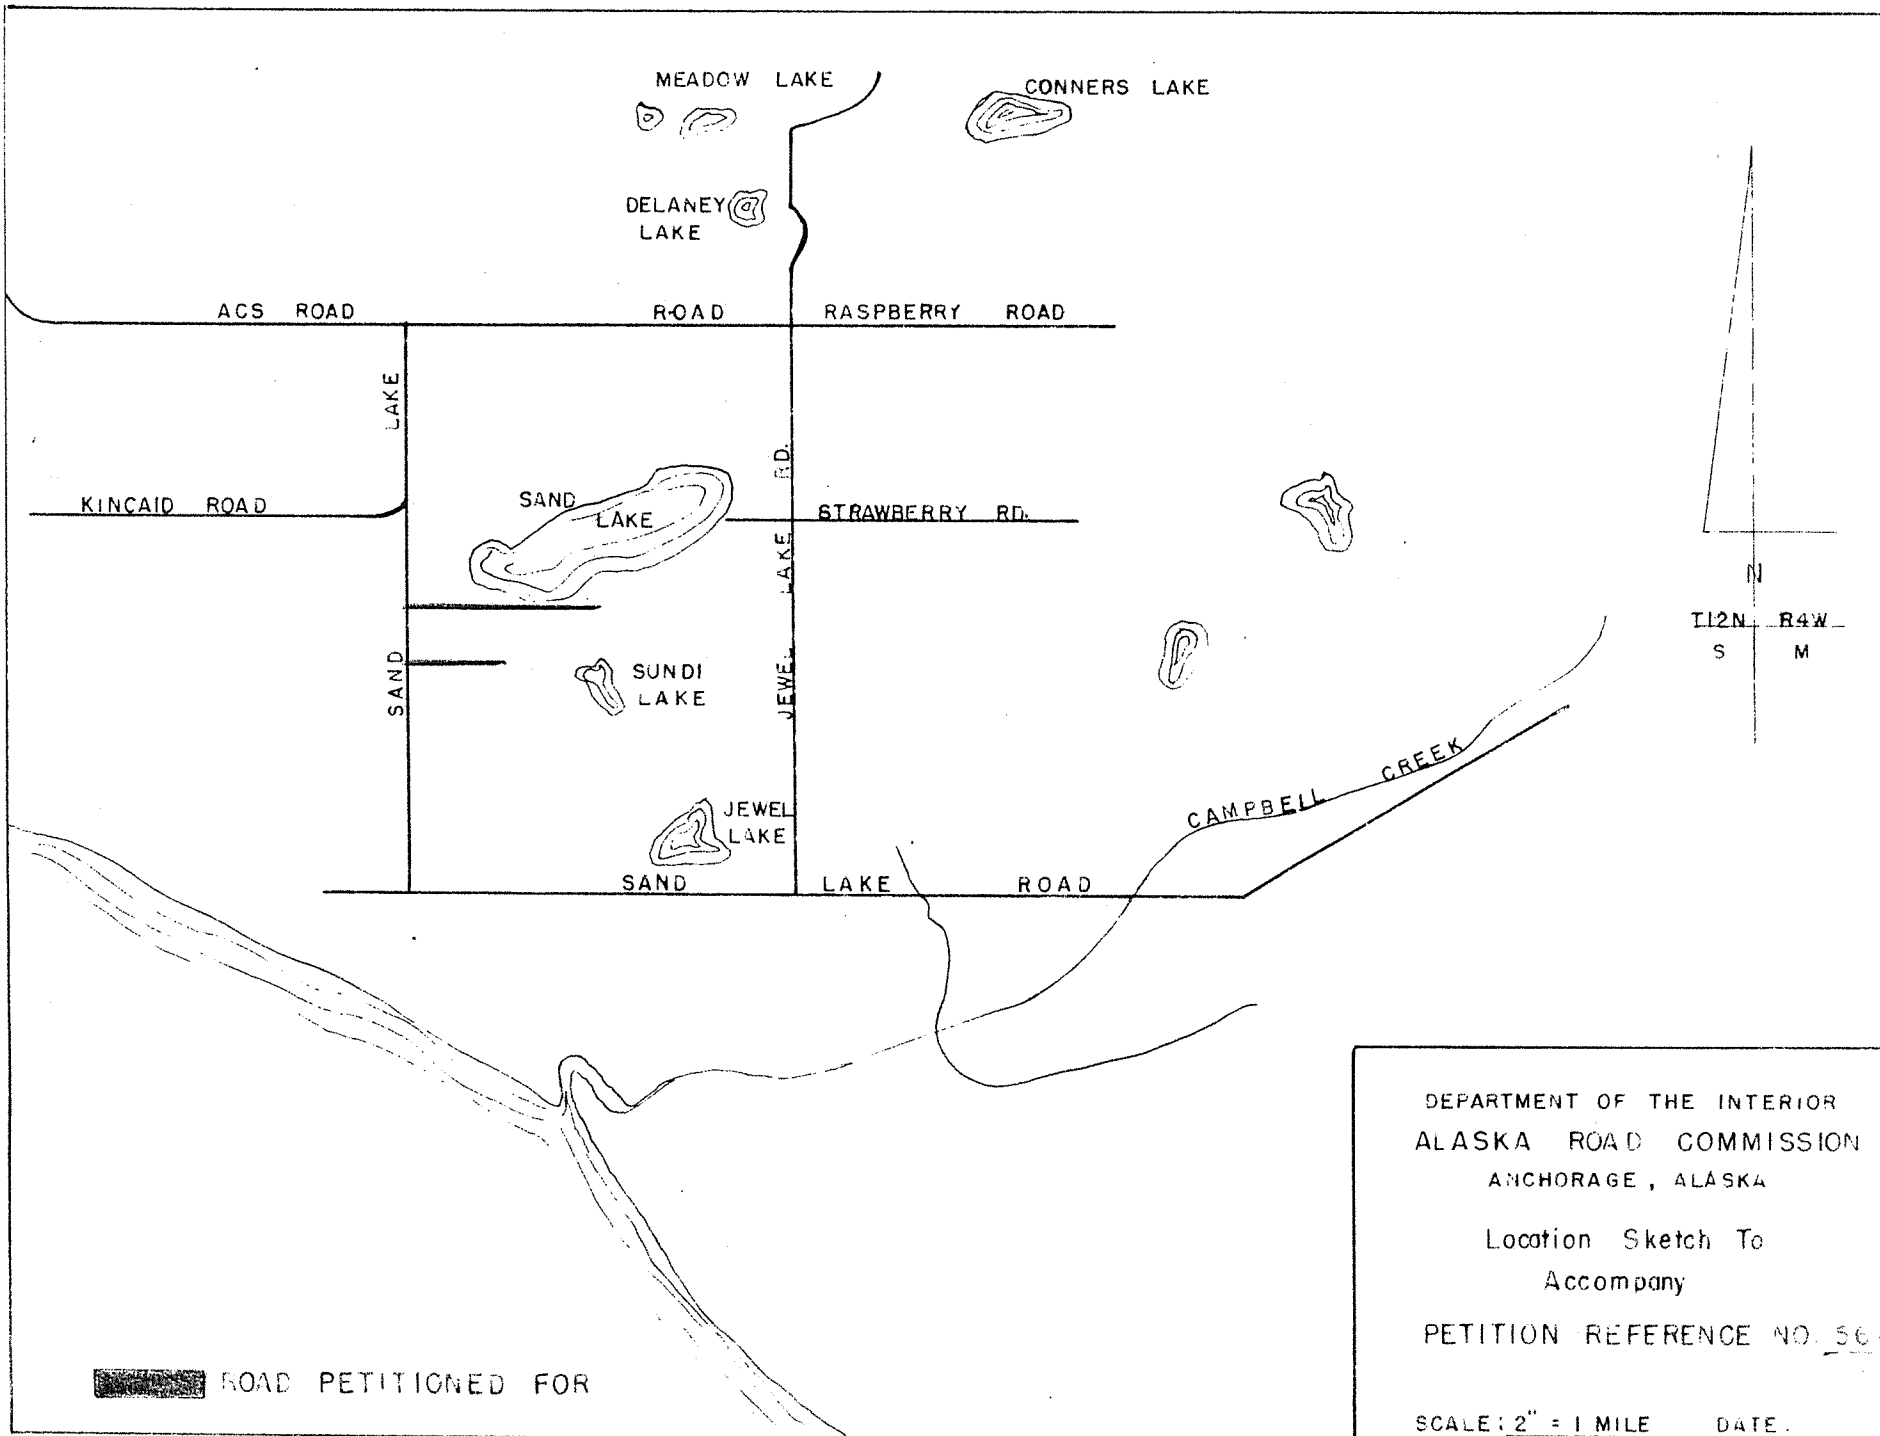 MEADOW LAKE
CONNERS LAKE
DELANEY
LAKE
ACS ROAD
ROAD
RASPBERRY ROAD
SAND LAKE
KINCAID ROAD
SAND
LAKE
STRAWBERRY RD.
JEWEL LAKE RD.
SUNDI
LAKE
N
T12N R4W
S M
CAMPBELL CREEK
JEWEL
LAKE
SAND LAKE ROAD
DEPARTMENT OF THE INTERIOR
ALASKA ROAD COMMISSION
ANCHORAGE, ALASKA
Location Sketch To
Accompany
PETITION REFERENCE NO. 56
SCALE: 2" = 1 MILE DATE.
ROAD PETITIONED FOR